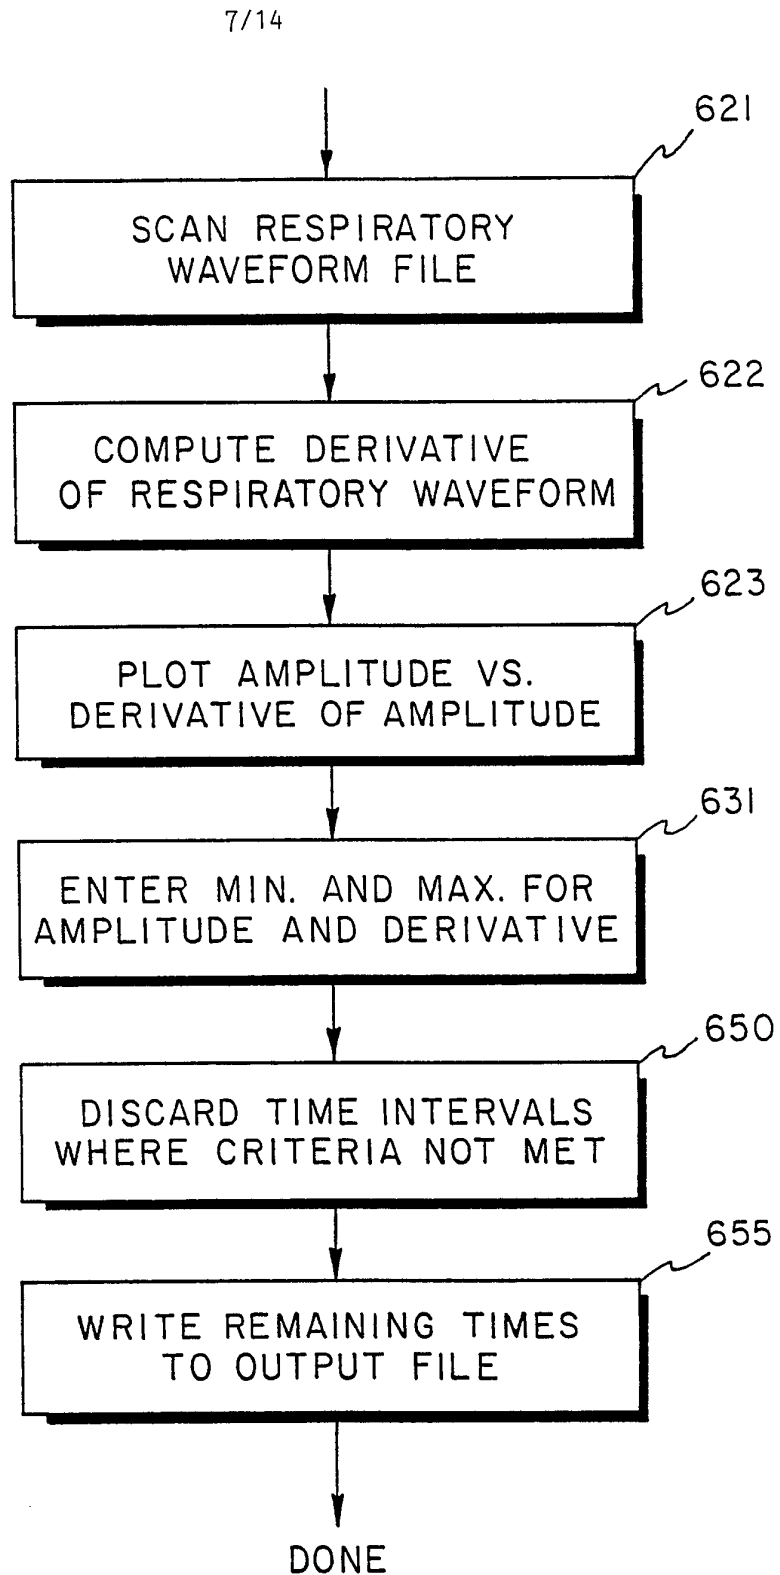 7/14
621
SCAN RESPIRATORY
WAVEFORM FILE
622
COMPUTE DERIVATIVE
OF RESPIRATORY WAVEFORM
623
PLOT AMPLITUDE VS.
DERIVATIVE OF AMPLITUDE
631
ENTER MIN. AND MAX. FOR
AMPLITUDE AND DERIVATIVE
650
DISCARD TIME INTERVALS
WHERE CRITERIA NOT MET
655
WRITE REMAINING TIMES
TO OUTPUT FILE
DONE